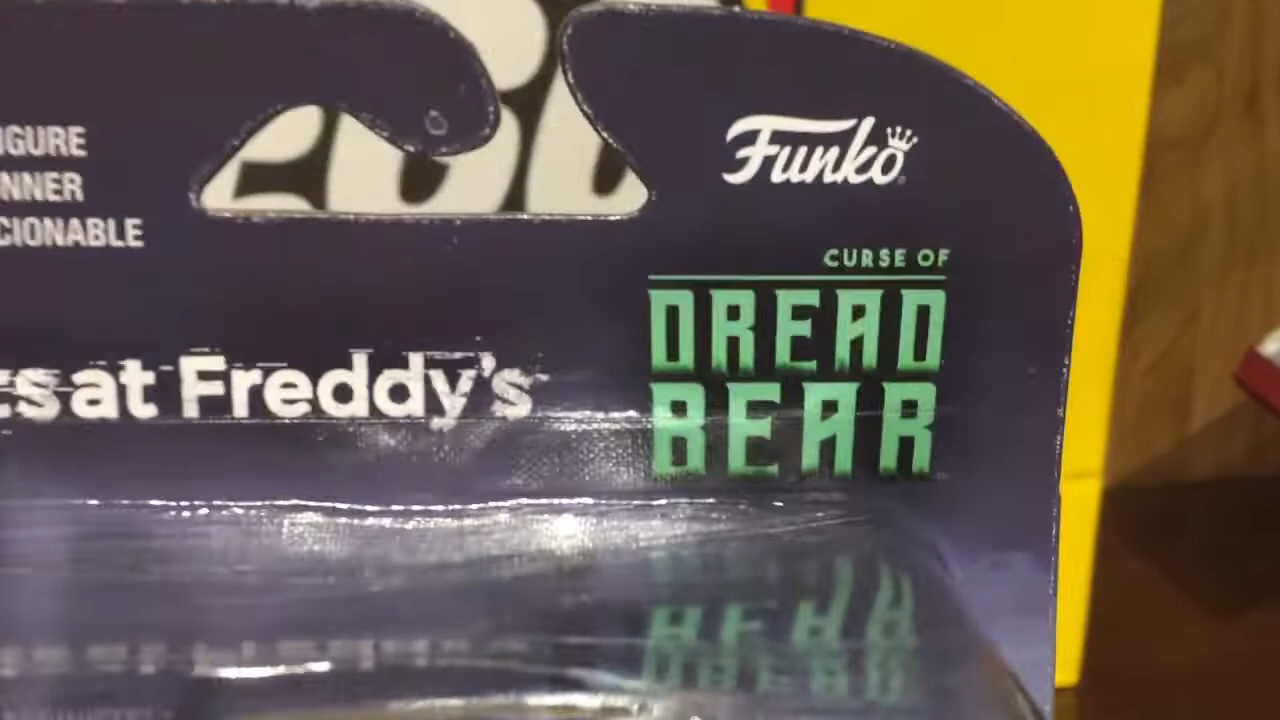 Funko
IGURE
NNER
CIONABLE
CURSE OF
DREAD
BEAR
s at Freddy's